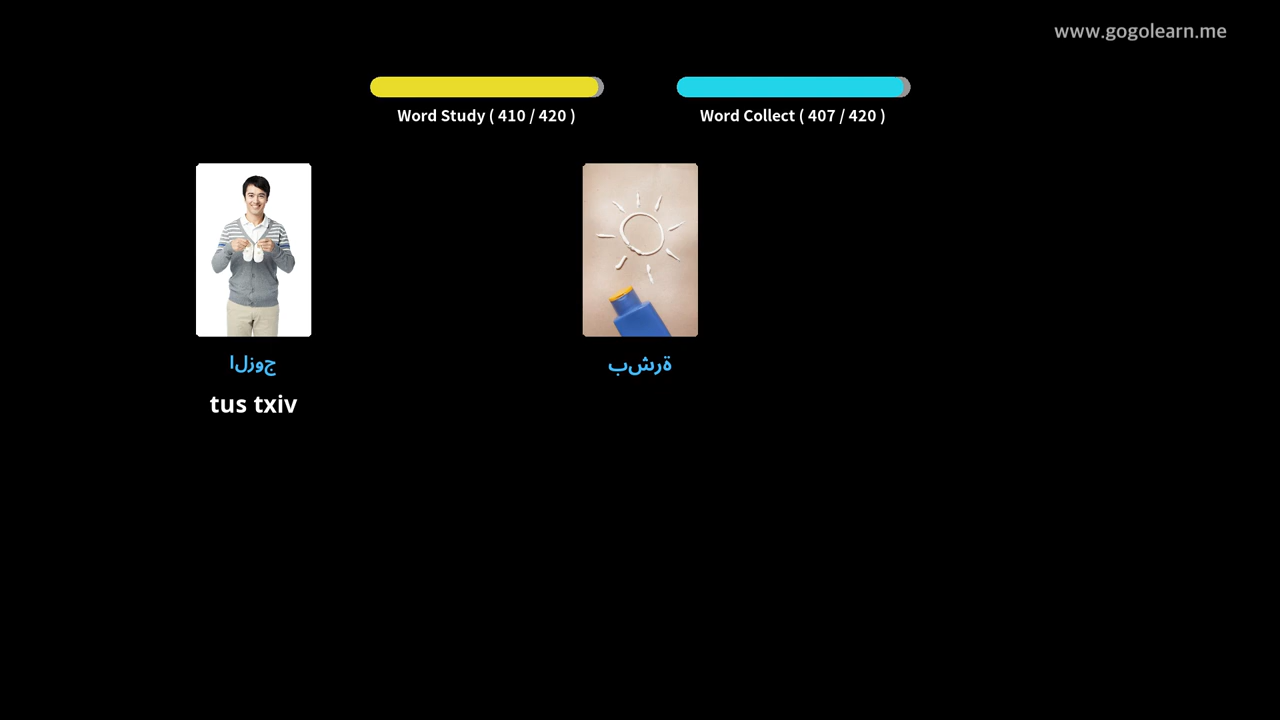 www.gogolearn.me
Word Study ( 410 / 420 )
Word Collect ( 407 / 420 )
الزوج
بشرة
tus txiv